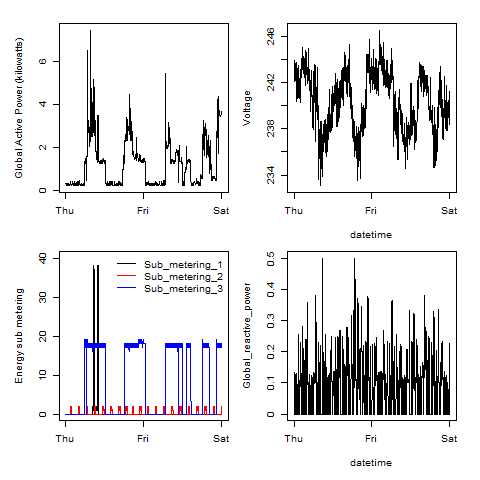 Global Active Power (kilowatts)
6
4
2
0
Thu
Fri
Sat
Voltage
246
242
238
234
Thu
Fri
Sat
datetime
Energy sub metering
40
30
20
10
0
Sub_metering_1
Sub_metering_2
Sub_metering_3
Thu
Fri
Sat
Global_reactive_power
0.5
0.4
0.3
0.2
0.1
0
Thu
Fri
Sat
datetime